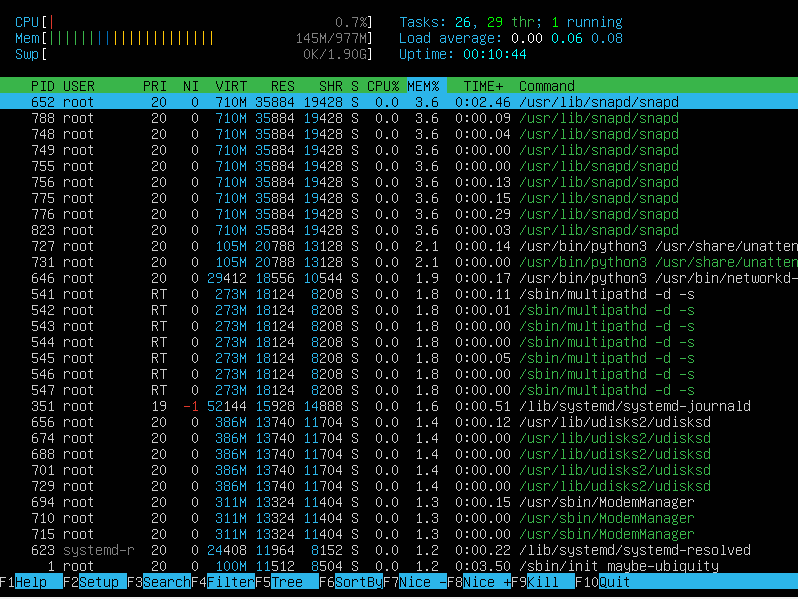 CPU[| 0.7%] Tasks: 26, 29 thr; 1 running
Mem[||||||||||||||||||||| 145M/977M] Load average: 0.00 0.06 0.08
Swp[ 0K/1.90G] Uptime: 00:10:44
PID USER PRI NI VIRT RES SHR S CPU% MEM% TIME+ Command
652 root 20 0 710M 35884 19428 S 0.0 3.6 0:02.46 /usr/lib/snapd/snapd
788 root 20 0 710M 35884 19428 S 0.0 3.6 0:00.09 /usr/lib/snapd/snapd
748 root 20 0 710M 35884 19428 S 0.0 3.6 0:00.04 /usr/lib/snapd/snapd
749 root 20 0 710M 35884 19428 S 0.0 3.6 0:00.00 /usr/lib/snapd/snapd
755 root 20 0 710M 35884 19428 S 0.0 3.6 0:00.00 /usr/lib/snapd/snapd
756 root 20 0 710M 35884 19428 S 0.0 3.6 0:00.13 /usr/lib/snapd/snapd
775 root 20 0 710M 35884 19428 S 0.0 3.6 0:00.15 /usr/lib/snapd/snapd
776 root 20 0 710M 35884 19428 S 0.0 3.6 0:00.29 /usr/lib/snapd/snapd
823 root 20 0 710M 35884 19428 S 0.0 3.6 0:00.03 /usr/lib/snapd/snapd
727 root 20 0 105M 20788 13128 S 0.0 2.1 0:00.14 /usr/bin/python3 /usr/share/unatten
731 root 20 0 105M 20788 13128 S 0.0 2.1 0:00.00 /usr/bin/python3 /usr/share/unatten
646 root 20 0 29412 18556 10544 S 0.0 1.9 0:00.17 /usr/bin/python3 /usr/bin/networkd-
541 root RT 0 273M 18124 8208 S 0.0 1.8 0:00.11 /sbin/multipathd -d -s
542 root RT 0 273M 18124 8208 S 0.0 1.8 0:00.01 /sbin/multipathd -d -s
543 root RT 0 273M 18124 8208 S 0.0 1.8 0:00.00 /sbin/multipathd -d -s
544 root RT 0 273M 18124 8208 S 0.0 1.8 0:00.00 /sbin/multipathd -d -s
545 root RT 0 273M 18124 8208 S 0.0 1.8 0:00.05 /sbin/multipathd -d -s
546 root RT 0 273M 18124 8208 S 0.0 1.8 0:00.00 /sbin/multipathd -d -s
547 root RT 0 273M 18124 8208 S 0.0 1.8 0:00.00 /sbin/multipathd -d -s
351 root 19 -1 52144 15928 14888 S 0.0 1.6 0:00.51 /lib/systemd/systemd-journald
656 root 20 0 386M 13740 11704 S 0.0 1.4 0:00.12 /usr/lib/udisks2/udisksd
674 root 20 0 386M 13740 11704 S 0.0 1.4 0:00.00 /usr/lib/udisks2/udisksd
688 root 20 0 386M 13740 11704 S 0.0 1.4 0:00.00 /usr/lib/udisks2/udisksd
701 root 20 0 386M 13740 11704 S 0.0 1.4 0:00.00 /usr/lib/udisks2/udisksd
729 root 20 0 386M 13740 11704 S 0.0 1.4 0:00.00 /usr/lib/udisks2/udisksd
694 root 20 0 311M 13324 11404 S 0.0 1.3 0:00.15 /usr/sbin/ModemManager
710 root 20 0 311M 13324 11404 S 0.0 1.3 0:00.00 /usr/sbin/ModemManager
715 root 20 0 311M 13324 11404 S 0.0 1.3 0:00.00 /usr/sbin/ModemManager
623 systemd-r 20 0 24408 11964 8152 S 0.0 1.2 0:00.22 /lib/systemd/systemd-resolved
1 root 20 0 100M 11512 8504 S 0.0 1.2 0:03.50 /sbin/init maybe-ubiquity
F1Help F2Setup F3SearchF4FilterF5Tree F6SortByF7Nice -F8Nice +F9Kill F10Quit